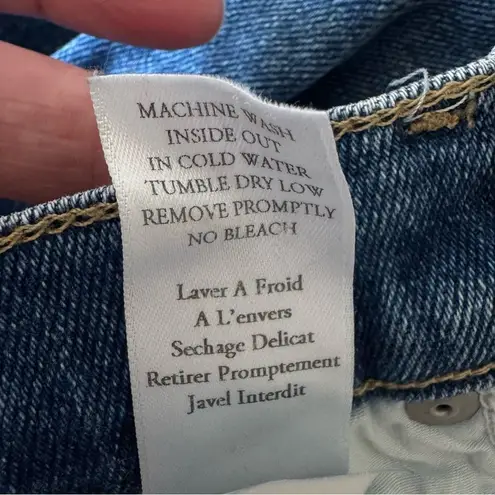 MACHINE WASH
INSIDE OUT
IN COLD WATER
TUMBLE DRY LOW
REMOVE PROMPTLY
NO BLEACH
Laver A Froid
A L'envers
Sechage Delicat
Retirer Promptement
Javel Interdit